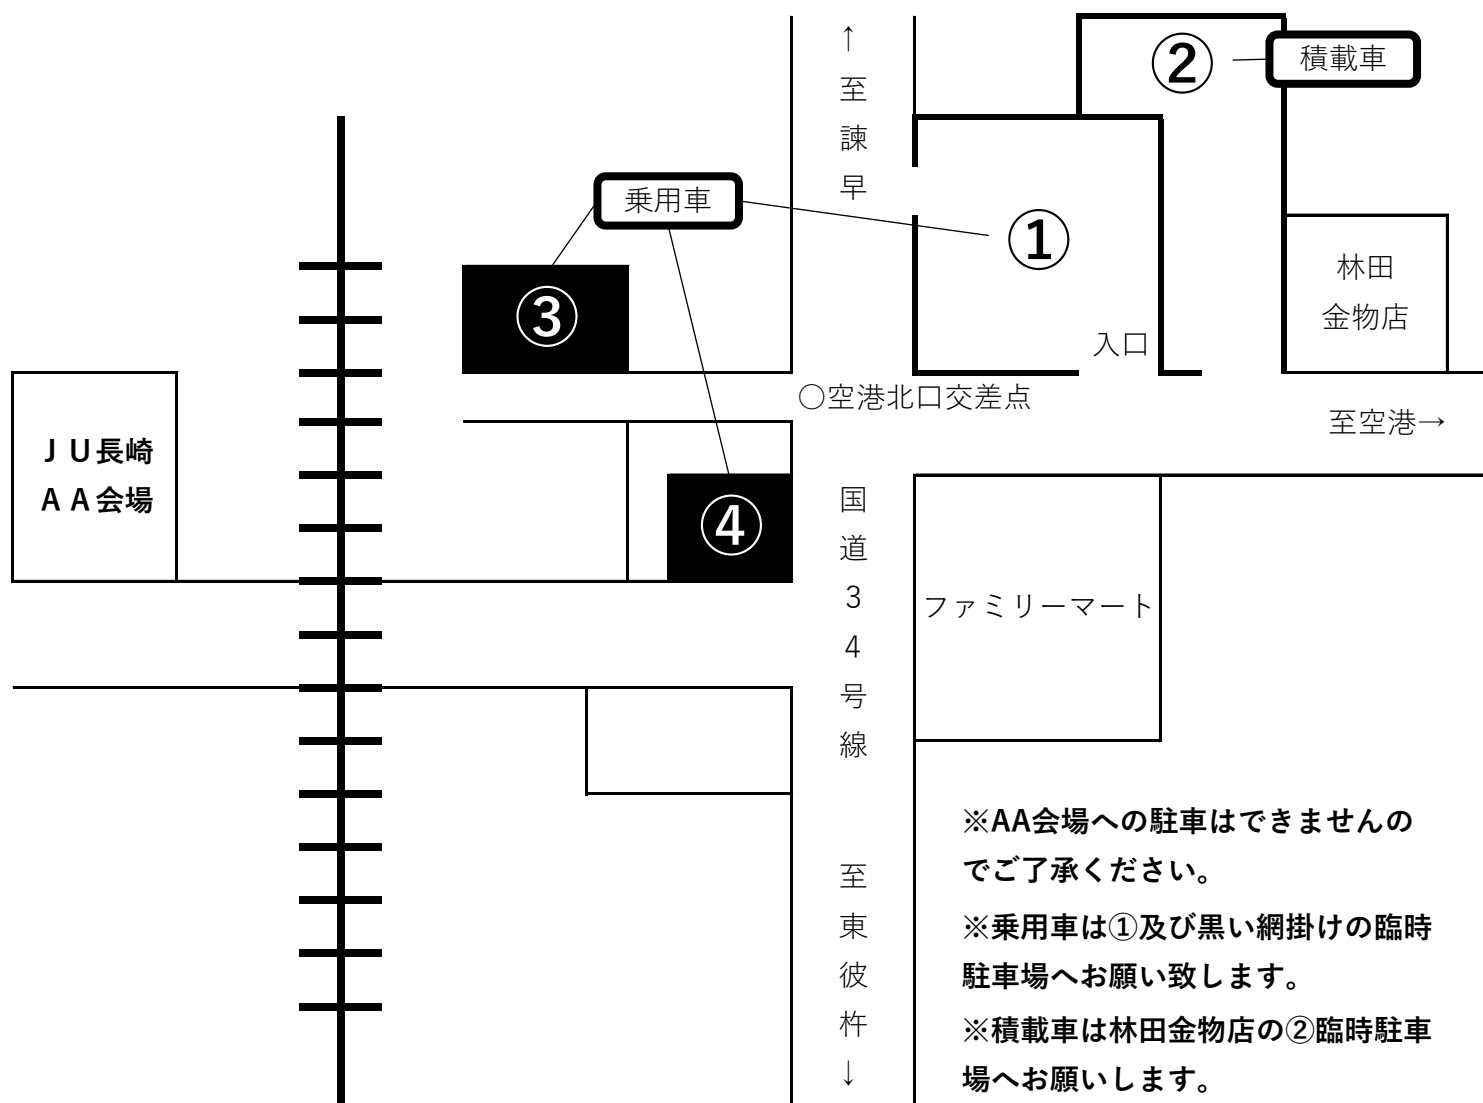 ↑至諫早
②
積載車
乗用車
①
③
林田
金物店
入口
○空港北口交差点
至空港→
ＪＵ長崎
ＡＡ会場
④
国道３４号線
ファミリーマート
至東彼杵↓
※AA会場への駐車はできませんの
でご了承ください。
※乗用車は①及び黒い網掛けの臨時
駐車場へお願い致します。
※積載車は林田金物店の②臨時駐車
場へお願いします。